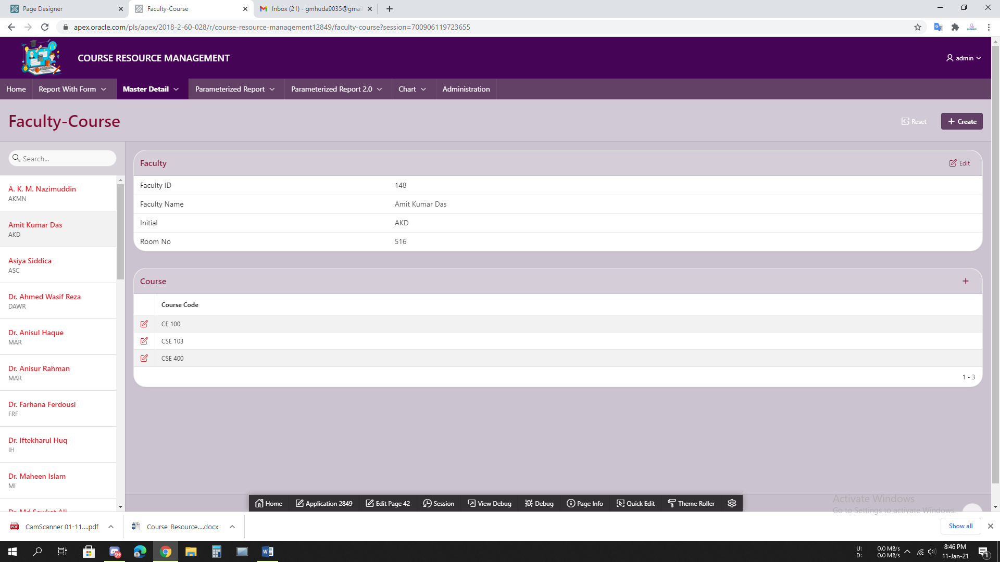 Page Designer
Faculty-Course
Inbox (21) - gmhuda9035@gmai
apex.oracle.com/pls/apex/2018-2-60-028/r/course-resource-management12849/faculty-course?session=700906119723655
COURSE RESOURCE MANAGEMENT
admin
Home
Report With Form
Master Detail
Parameterized Report
Parameterized Report 2.0
Chart
Administration
Faculty-Course
Reset
Create
Search...
A. K. M. Nazimuddin
AKMN
Amit Kumar Das
AKD
Asiya Siddica
ASC
Dr. Ahmed Wasif Reza
DAWR
Dr. Anisul Haque
MAR
Dr. Anisur Rahman
MAR
Dr. Farhana Ferdousi
FRF
Dr. Iftekharul Huq
IH
Dr. Maheen Islam
MI
Dr. Md Sawkat Ali
Faculty
Edit
Faculty ID 148
Faculty Name Amit Kumar Das
Initial AKD
Room No 516
Course
Course Code
CE 100
CSE 103
CSE 400
1 - 3
Home
Application 2849
Edit Page 42
Session
View Debug
Debug
Page Info
Quick Edit
Theme Roller
Activate Windows
Go to Settings to activate Windows.
CamScanner 01-11....pdf
Course_Resource....docx
Show all
9+
U: 0.0 MB/s
D: 0.0 MB/s
8:46 PM
11-Jan-21
1